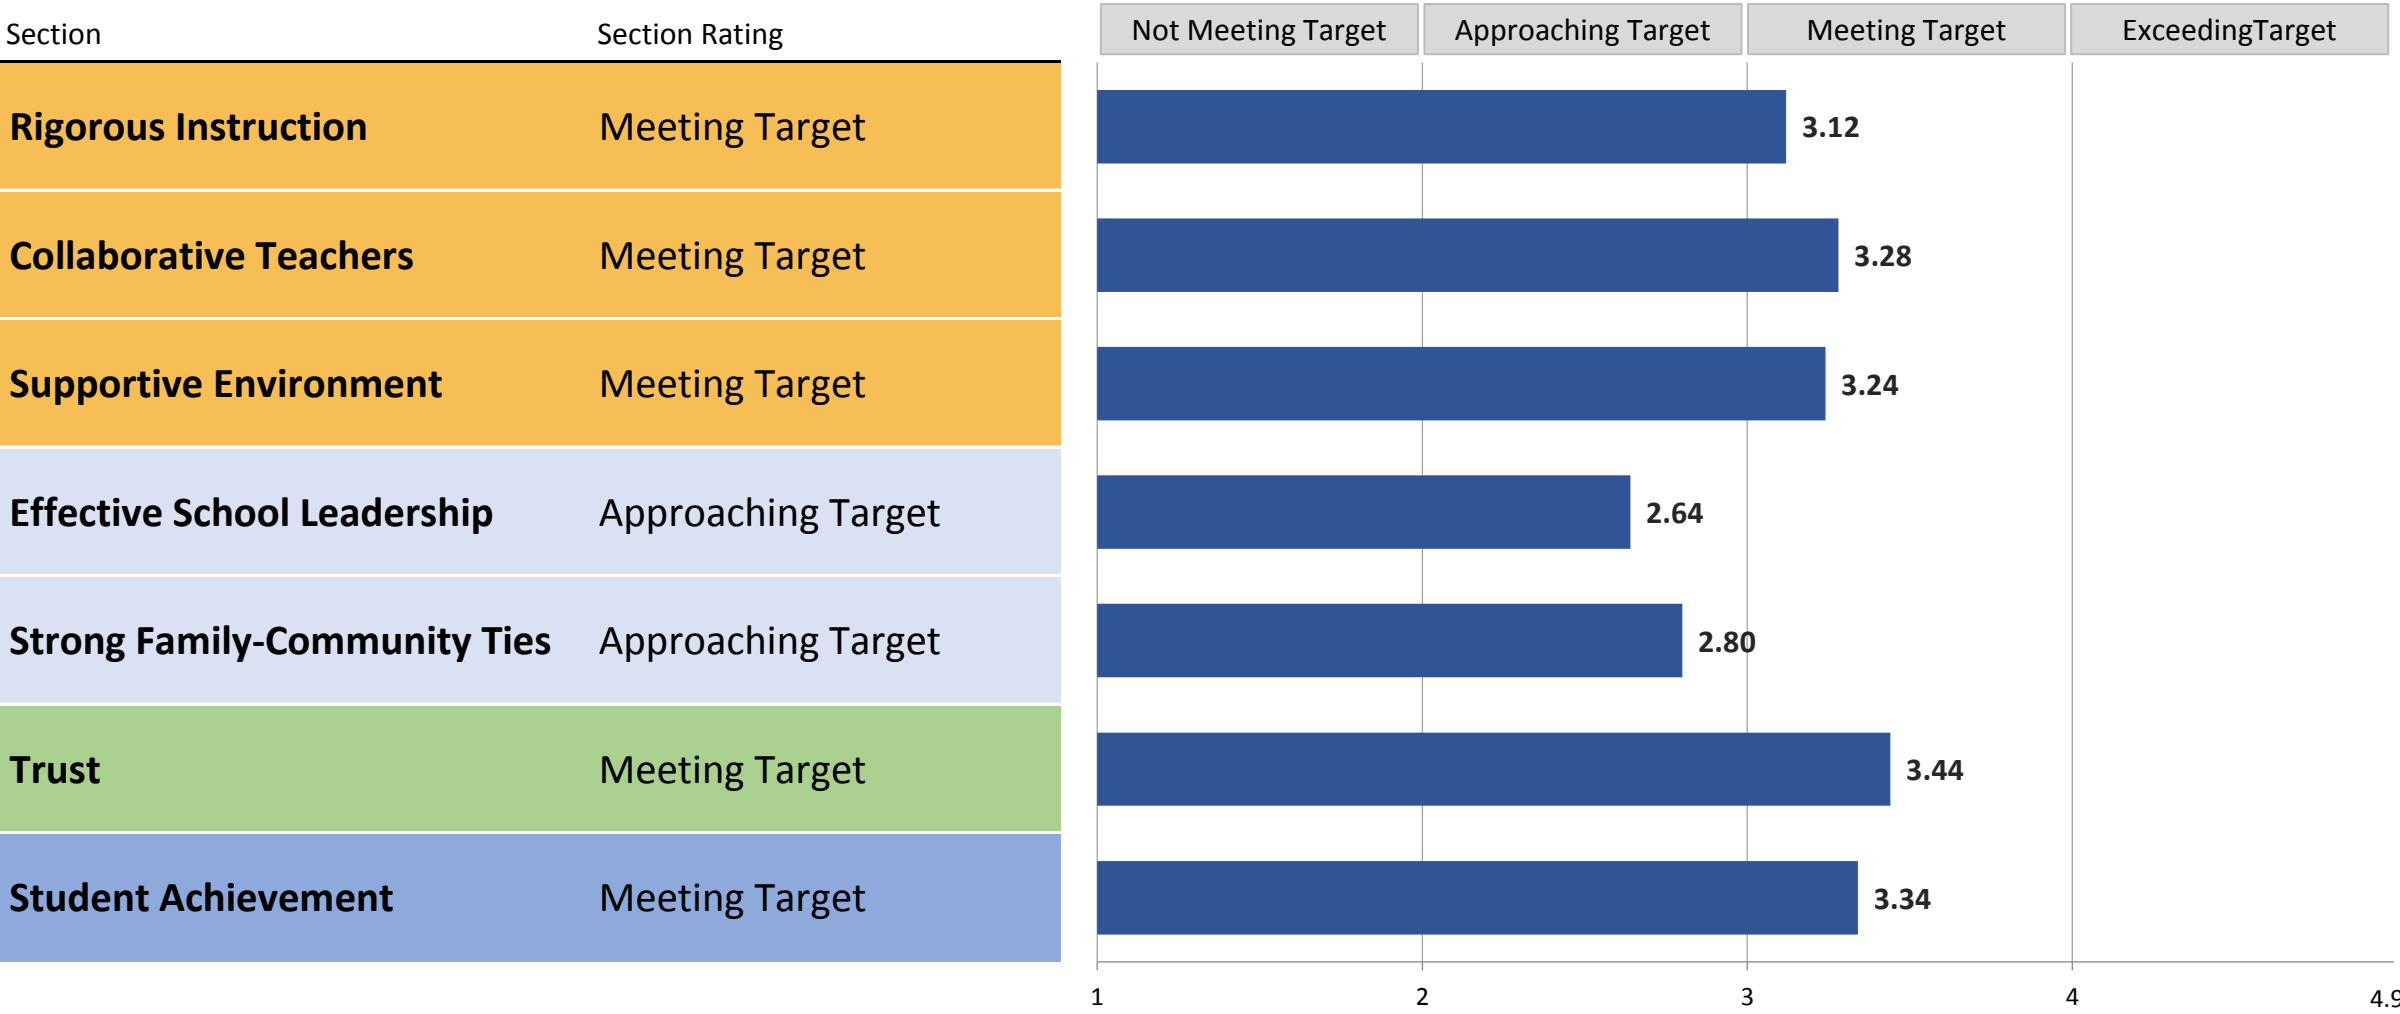 Section Section Rating Not Meeting Target Approaching Target Meeting Target ExceedingTarget
Rigorous Instruction Meeting Target 3.12
Collaborative Teachers Meeting Target 3.28
Supportive Environment Meeting Target 3.24
Effective School Leadership Approaching Target 2.64
Strong Family-Community Ties Approaching Target 2.80
Trust Meeting Target 3.44
Student Achievement Meeting Target 3.34
1 2 3 4 4.9